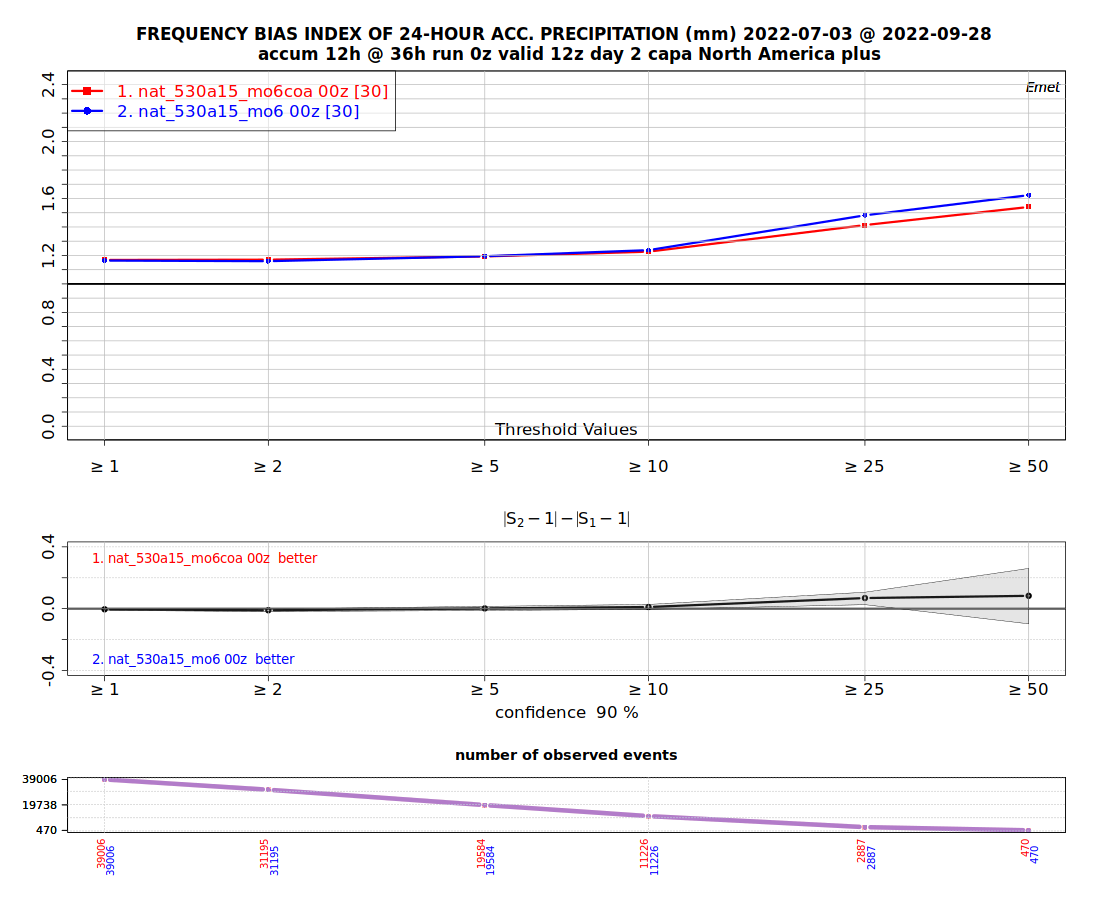 FREQUENCY BIAS INDEX OF 24-HOUR ACC. PRECIPITATION (mm) 2022-07-03 @ 2022-09-28
accum 12h @ 36h run 0z valid 12z day 2 capa North America plus
2.4
2.0
1.6
1.2
0.8
0.4
0.0
1. nat_530a15_mo6coa 00z [30]
2. nat_530a15_mo6 00z [30]
Emet
Threshold Values
≥ 1 ≥ 2 ≥ 5 ≥ 10 ≥ 25 ≥ 50
|S₂ − 1| − |S₁ − 1|
0.4
0.0
-0.4
1. nat_530a15_mo6coa 00z better
2. nat_530a15_mo6 00z better
≥ 1 ≥ 2 ≥ 5 ≥ 10 ≥ 25 ≥ 50
confidence 90 %
number of observed events
39006
19738
470
39006 31195 19584 11226 2887 470
39006 31195 19584 11226 2887 470